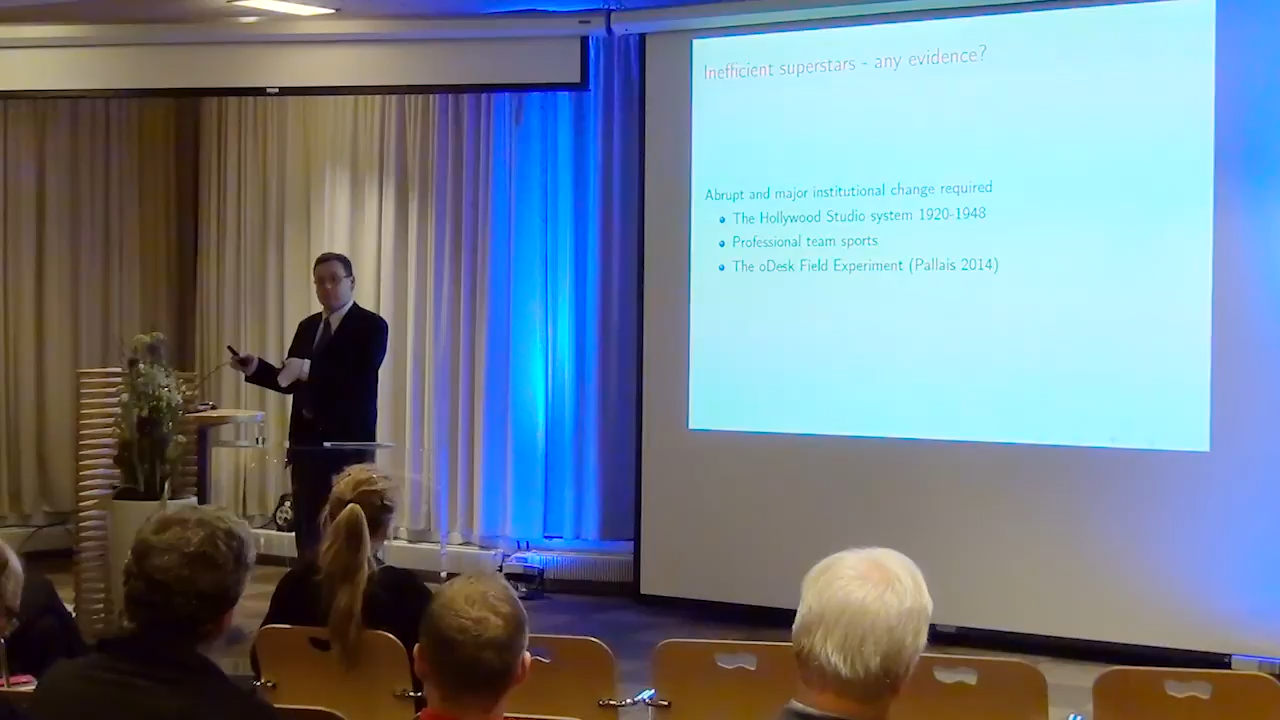 Inefficient superstars - any evidence?
Abrupt and major institutional change required
The Hollywood Studio system 1920-1948
Professional team sports
The oDesk Field Experiment (Pallais 2014)